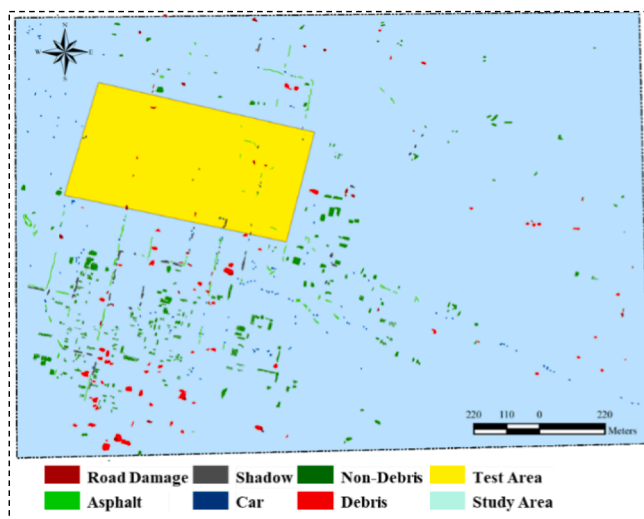 N
W E
S
220 110 0 220
Meters
Road Damage Shadow Non-Debris Test Area
Asphalt Car Debris Study Area